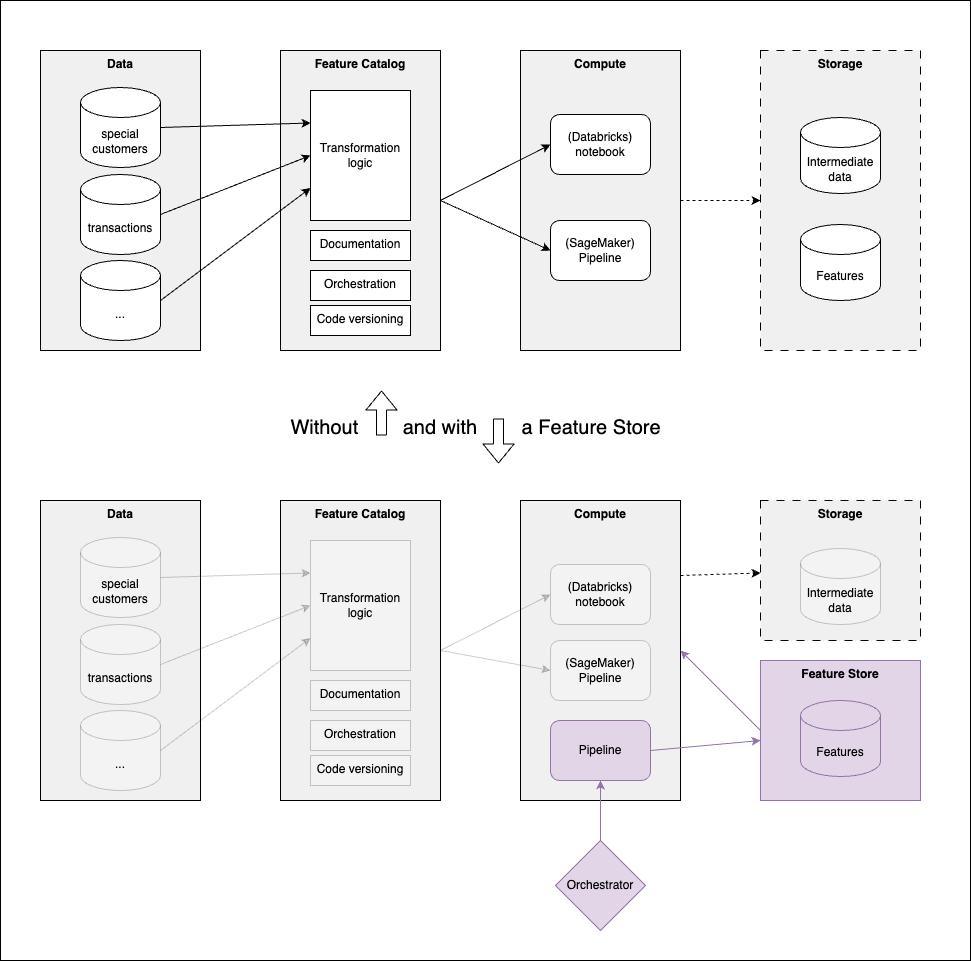 Data
Feature Catalog
Compute
Storage
special
customers
transactions
...
Transformation
logic
Documentation
Orchestration
Code versioning
(Databricks)
notebook
(SageMaker)
Pipeline
Intermediate
data
Features
Without and with a Feature Store
Data
Feature Catalog
Compute
Storage
special
customers
transactions
...
Transformation
logic
Documentation
Orchestration
Code versioning
(Databricks)
notebook
(SageMaker)
Pipeline
Pipeline
Orchestrator
Intermediate
data
Feature Store
Features